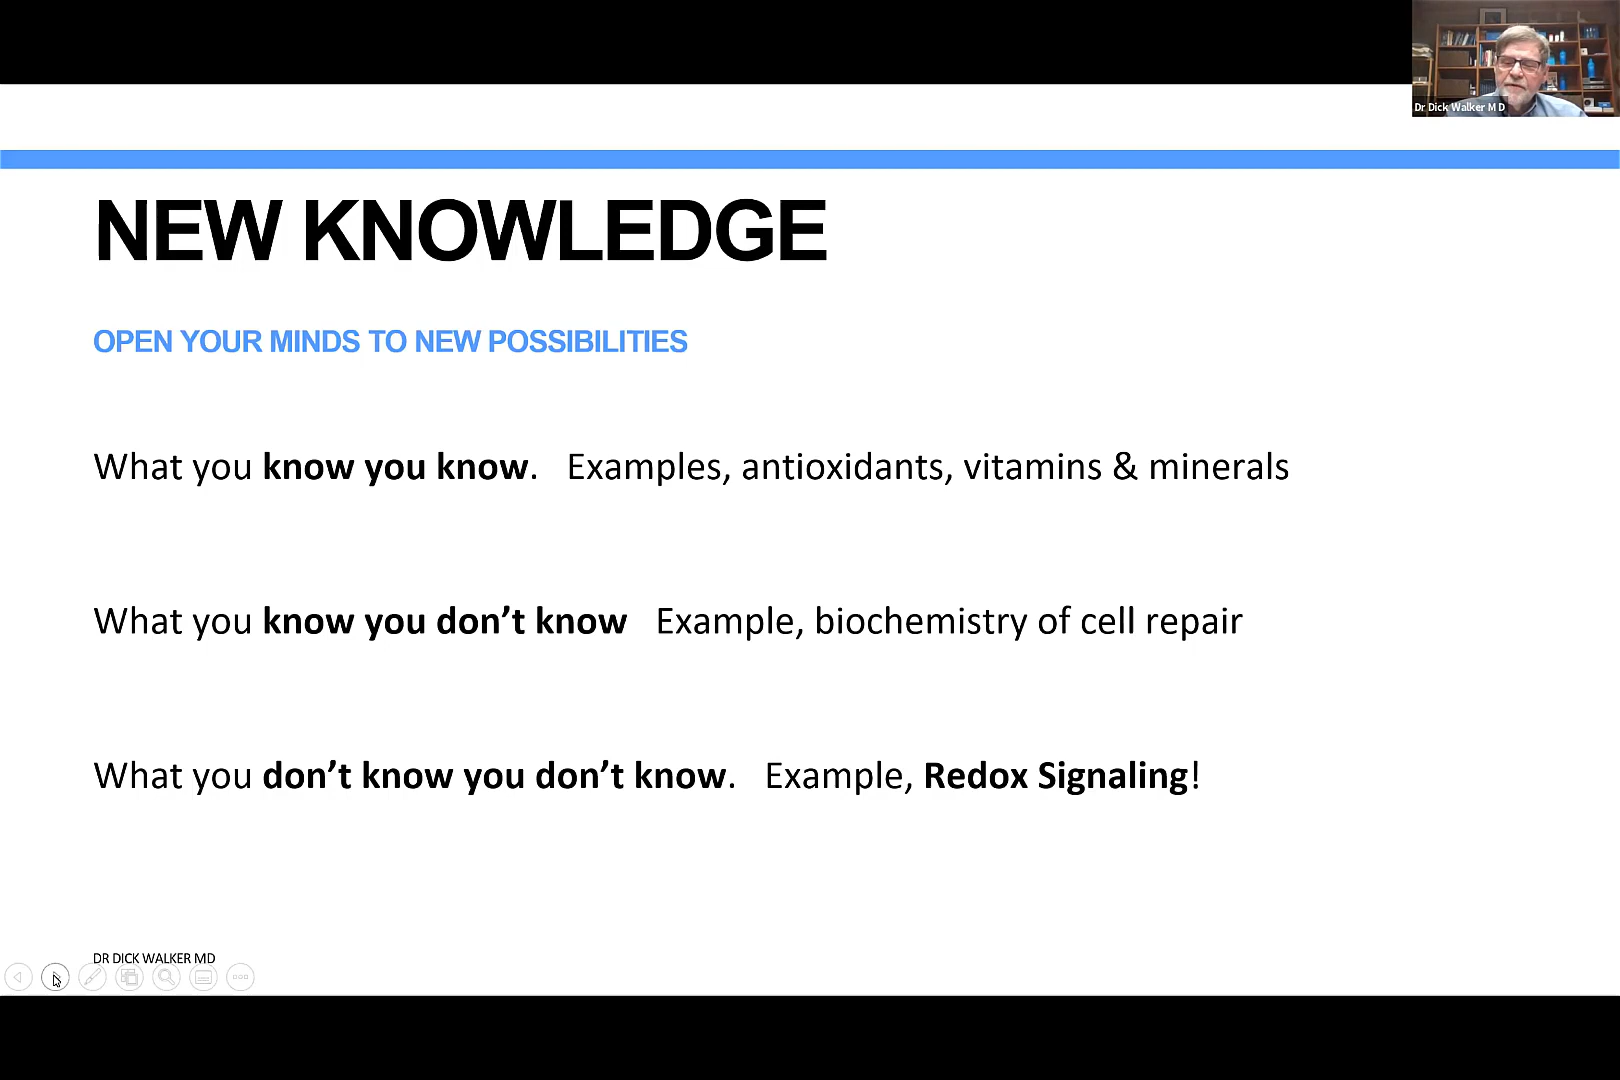 Dr Dick Walker M D
NEW KNOWLEDGE
OPEN YOUR MINDS TO NEW POSSIBILITIES
What you know you know. Examples, antioxidants, vitamins & minerals
What you know you don’t know Example, biochemistry of cell repair
What you don’t know you don’t know. Example, Redox Signaling!
DR DICK WALKER MD